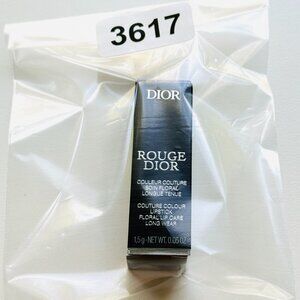 3617
DIOR
ROUGE
DIOR
COULEUR COUTURE
SOIN FLORAL
LONGUE TENUE
COUTURE COLOUR
LIPSTICK
FLORAL LIP CARE
LONG WEAR
1,5 g - NET WT. 0.05 OZ